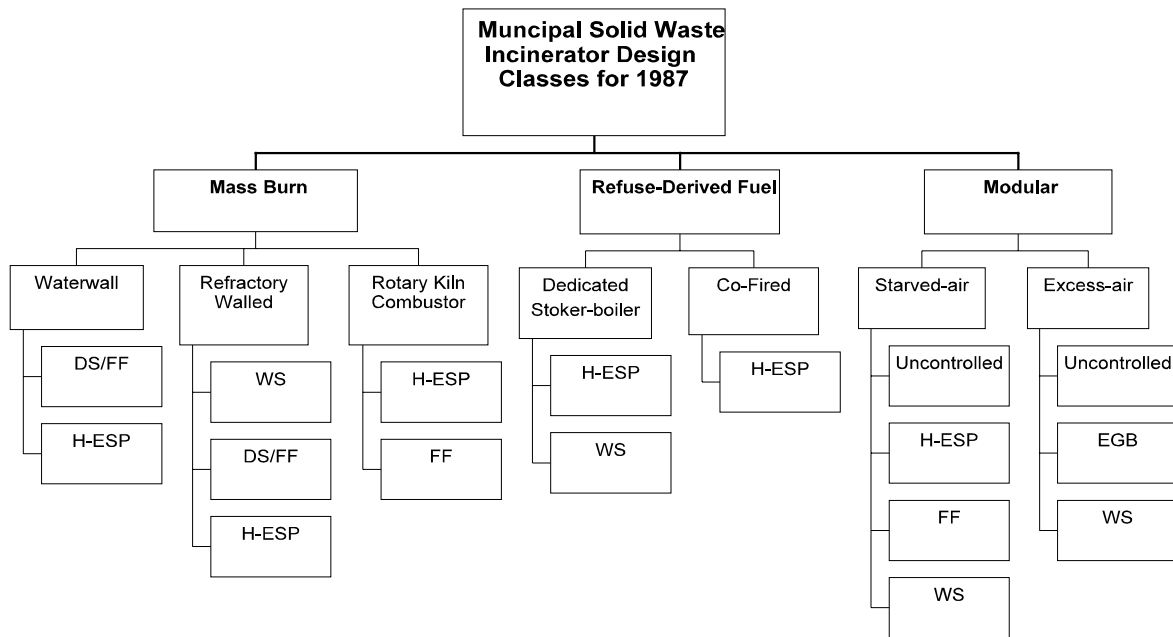 Muncipal Solid Waste
Incinerator Design
Classes for 1987
Mass Burn
Refuse-Derived Fuel
Modular
Waterwall
Refractory
Walled
Rotary Kiln
Combustor
Dedicated
Stoker-boiler
Co-Fired
Starved-air
Excess-air
DS/FF
H-ESP
WS
DS/FF
H-ESP
H-ESP
FF
H-ESP
WS
H-ESP
Uncontrolled
H-ESP
FF
WS
Uncontrolled
EGB
WS